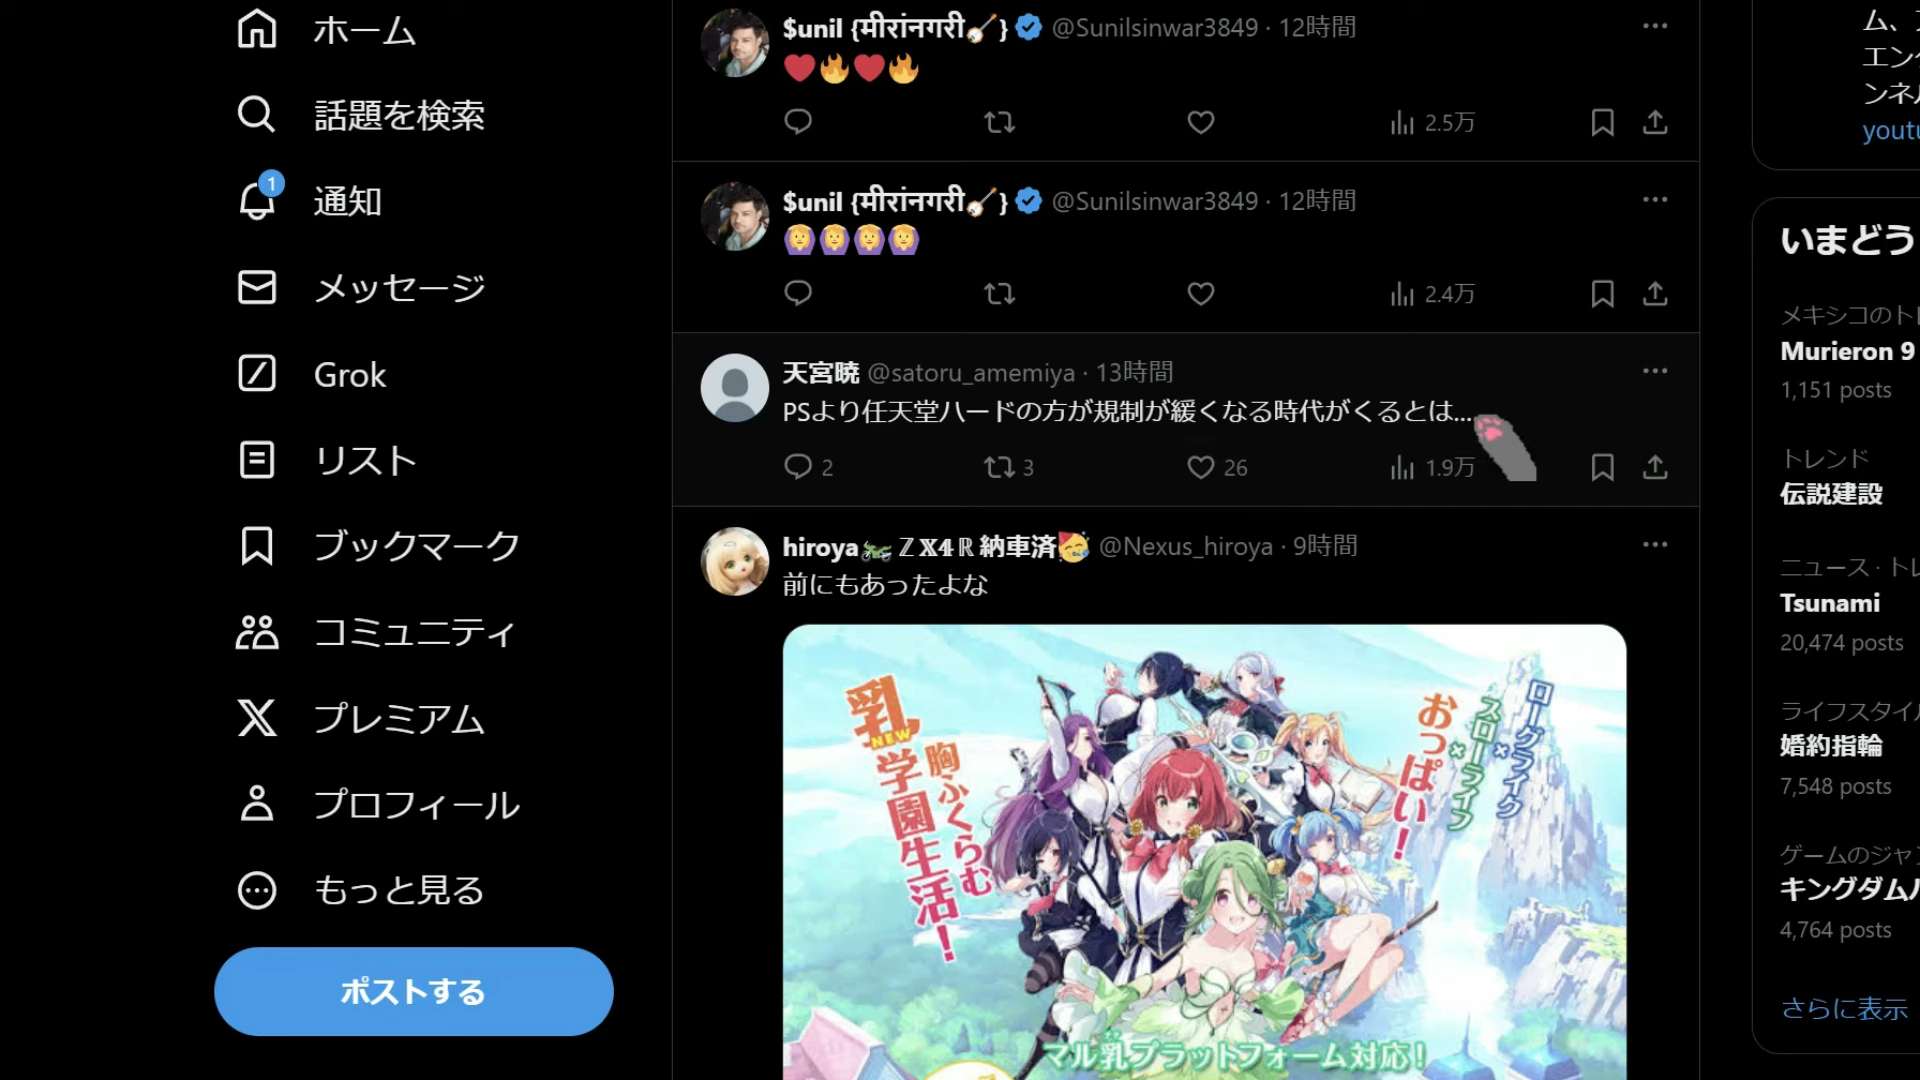 ホーム
話題を検索
1
通知
メッセージ
Grok
リスト
ブックマーク
コミュニティ
プレミアム
プロフィール
もっと見る
ポストする
$unil {मीरांनगरी🪕} @Sunilsinwar3849 · 12時間
❤️🔥❤️🔥
2.5万
$unil {मीरांनगरी🪕} @Sunilsinwar3849 · 12時間
🙆‍♀️🙆‍♀️🙆‍♀️🙆‍♀️
2.4万
天宮暁 @satoru_amemiya · 13時間
PSより任天堂ハードの方が規制が緩くなる時代がくるとは...
2 3 26 1.9万
hiroya ℤ𝕏𝟜ℝ 納車済🥳 @Nexus_hiroya · 9時間
前にもあったよな
乳
NEW
学園生活！
胸ふくらむ
おっぱい！
スローライフ
×
ローグライク
×
マル乳プラットフォーム対応！
エン
ンネル
youtu
いまどう
メキシコのトレ
Murieron 9
1,151 posts
トレンド
伝説建設
ニュース · トレ
Tsunami
20,474 posts
ライフスタイル
婚約指輪
7,548 posts
ゲームのジャン
キングダムハ
4,764 posts
さらに表示